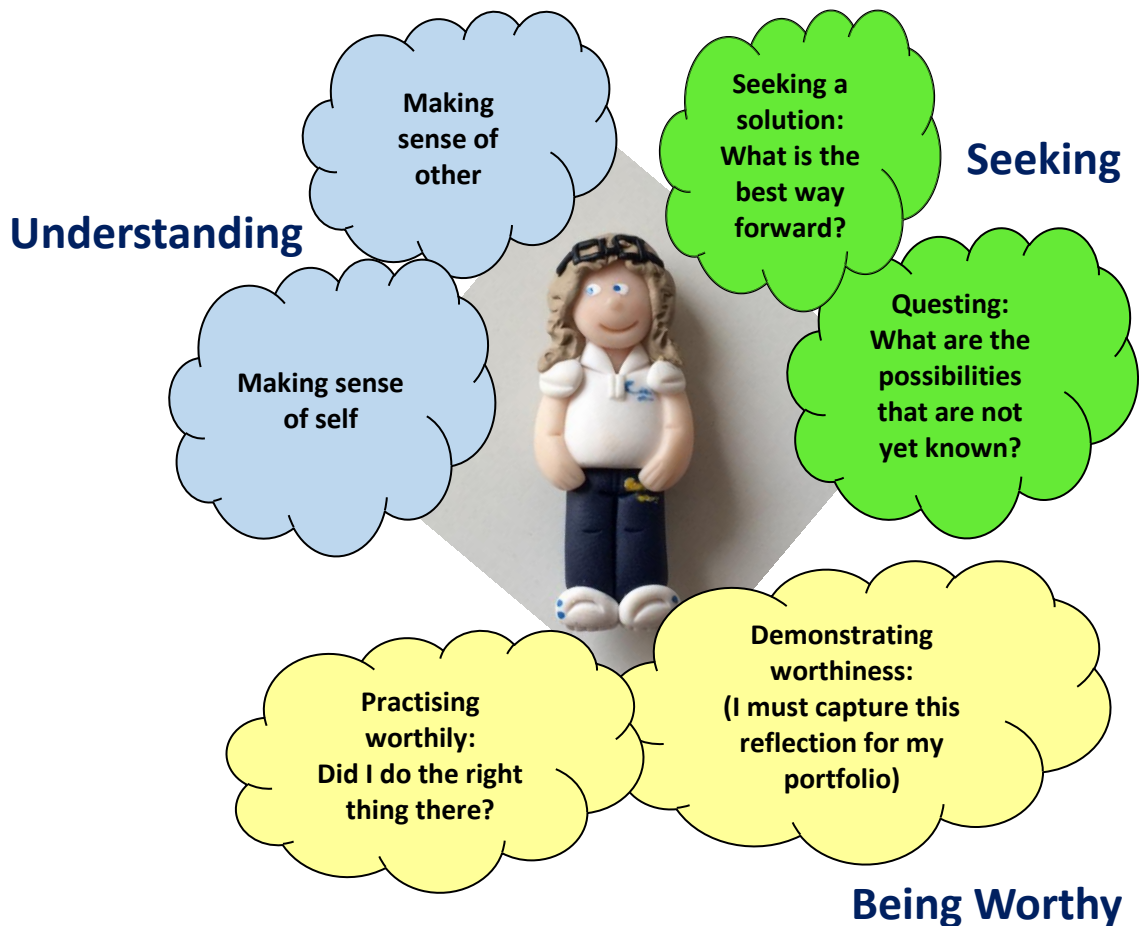 Understanding
Making
sense of
other
Making sense
of self
Seeking
Seeking a
solution:
What is the
best way
forward?
Questing:
What are the
possibilities
that are not
yet known?
Being Worthy
Practising
worthily:
Did I do the right
thing there?
Demonstrating
worthiness:
(I must capture this
reflection for my
portfolio)